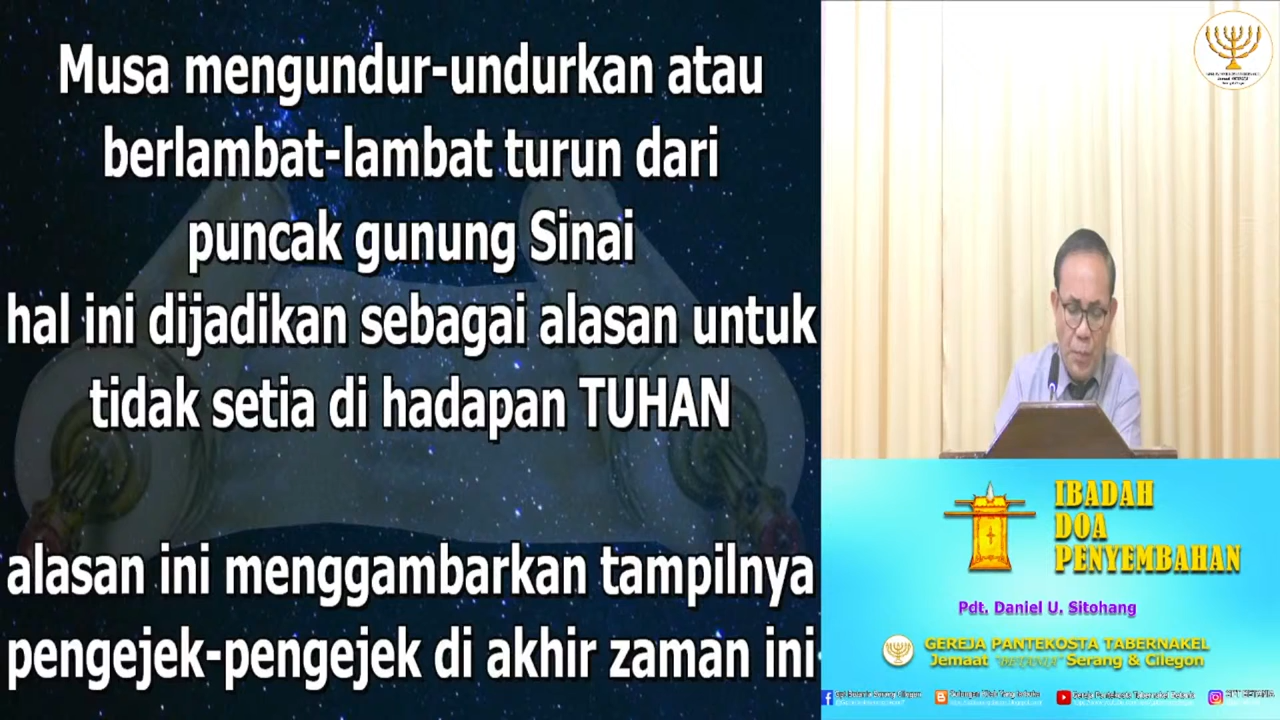 Musa mengundur-undurkan atau
berlambat-lambat turun dari
puncak gunung Sinai
hal ini dijadikan sebagai alasan untuk
tidak setia di hadapan TUHAN
alasan ini menggambarkan tampilnya
pengejek-pengejek di akhir zaman ini
IBADAH
DOA
PENYEMBAHAN
Pdt. Daniel U. Sitohang
GEREJA PANTEKOSTA TABERNAKEL
Jemaat "BETANIA" Serang & Cilegon